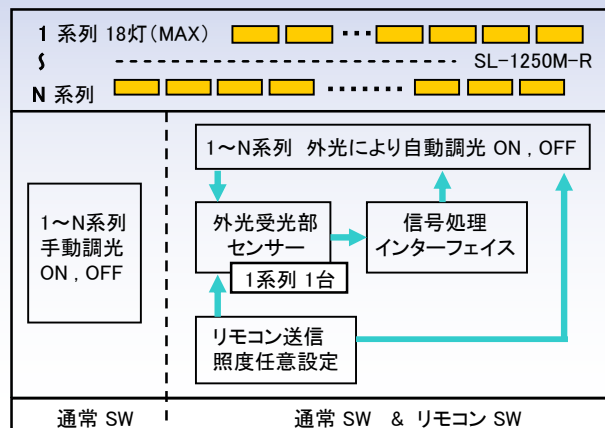 1 系列 18灯(MAX)
SL-1250M-R
N 系列
1~N系列 外光により自動調光 ON , OFF
1~N系列
手動調光
ON , OFF
外光受光部
センサー
1系列 1台
信号処理
インターフェイス
リモコン送信
照度任意設定
通常 SW
通常 SW & リモコン SW